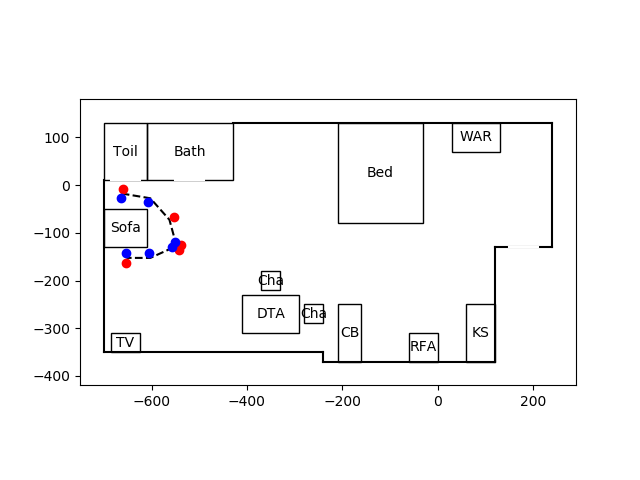 100
0
−100
−200
−300
−400
Toil
Bath
WAR
Bed
Sofa
Cha
DTA
Cha
CB
KS
RFA
TV
−600
−400
−200
0
200